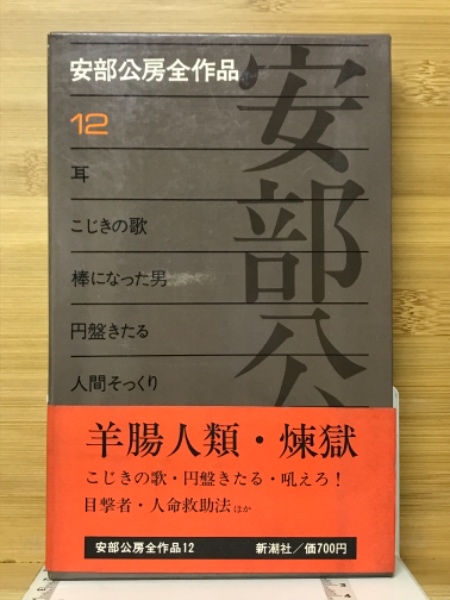 安部公房全作品
12
耳
こじきの歌
棒になった男
円盤きたる
人間そっくり
安部公
羊腸人類・煉獄
こじきの歌・円盤きたる・吼えろ！
目撃者・人命救助法ほか
安部公房全作品12 新潮社／価700円